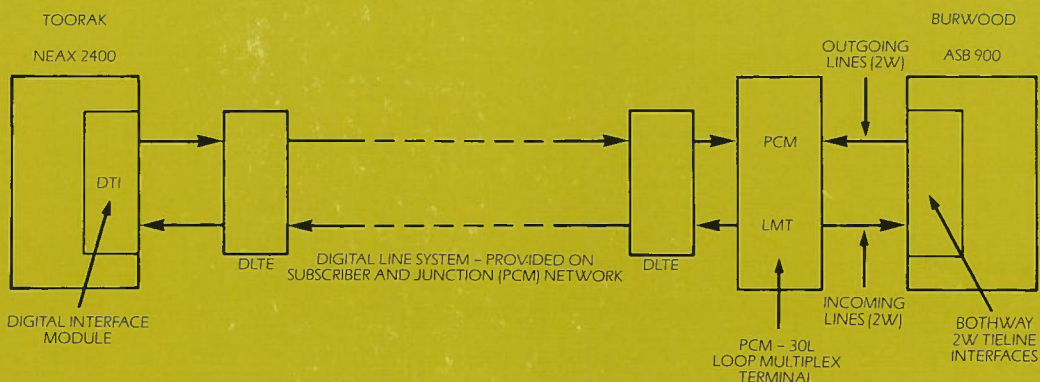 TOORAK
NEAX 2400
DTI
DIGITAL INTERFACE
MODULE
DLTE
DIGITAL LINE SYSTEM – PROVIDED ON
SUBSCRIBER AND JUNCTION (PCM) NETWORK
DLTE
PCM
LMT
PCM – 30L
LOOP MULTIPLEX
TERMINAL
OUTGOING
LINES (2W)
INCOMING
LINES (2W)
BURWOOD
ASB 900
BOTHWAY
2W TIELINE
INTERFACES